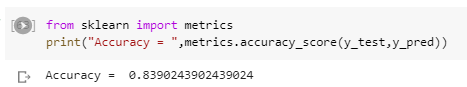 from sklearn import metrics
print("Accuracy = ",metrics.accuracy_score(y_test,y_pred))
Accuracy =  0.8390243902439024